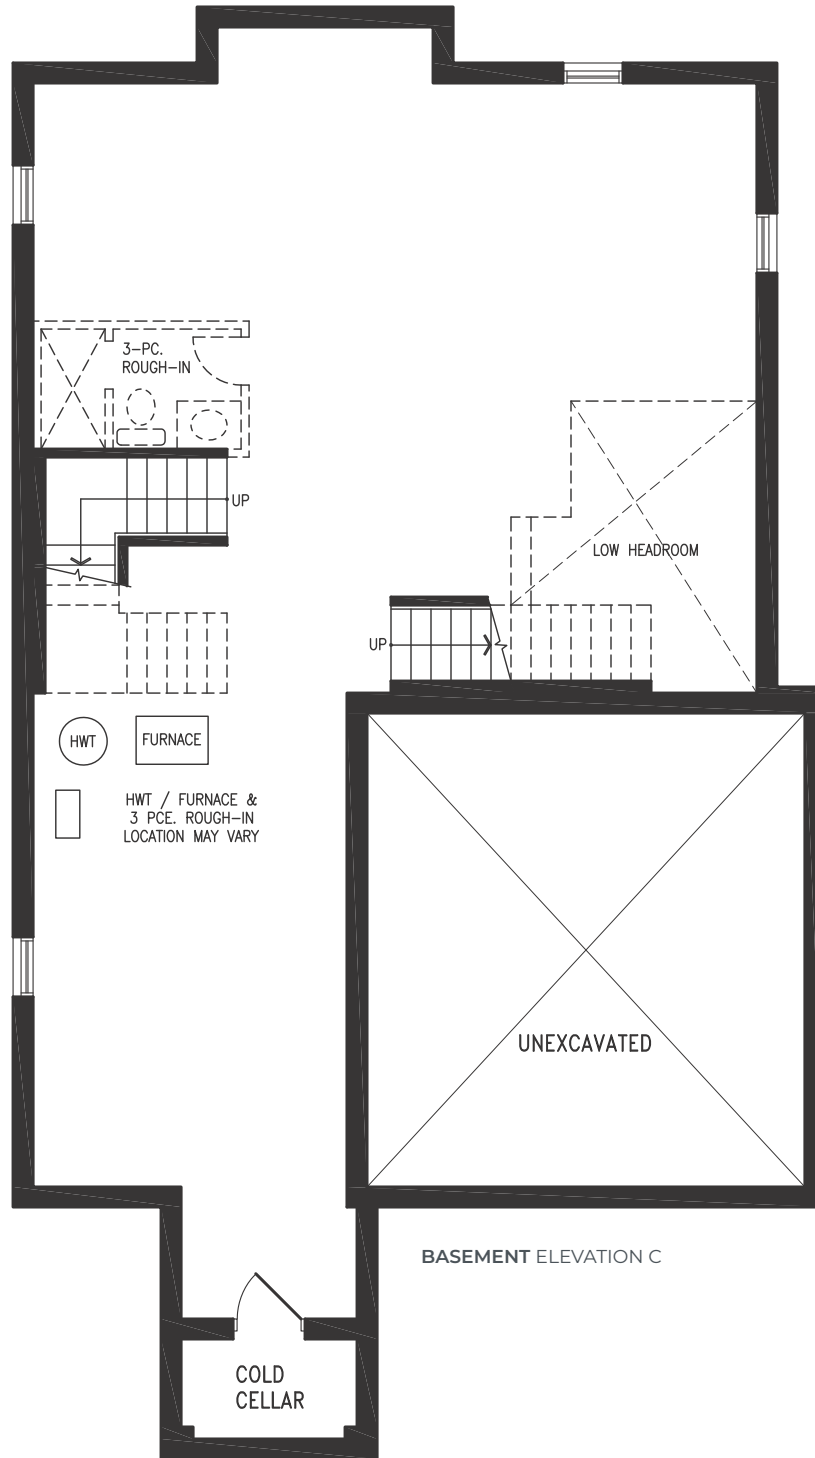 3-PC.
ROUGH-IN
UP
LOW HEADROOM
UP
HWT
FURNACE
HWT / FURNACE &
3 PCE. ROUGH-IN
LOCATION MAY VARY
UNEXCAVATED
BASEMENT ELEVATION C
COLD
CELLAR